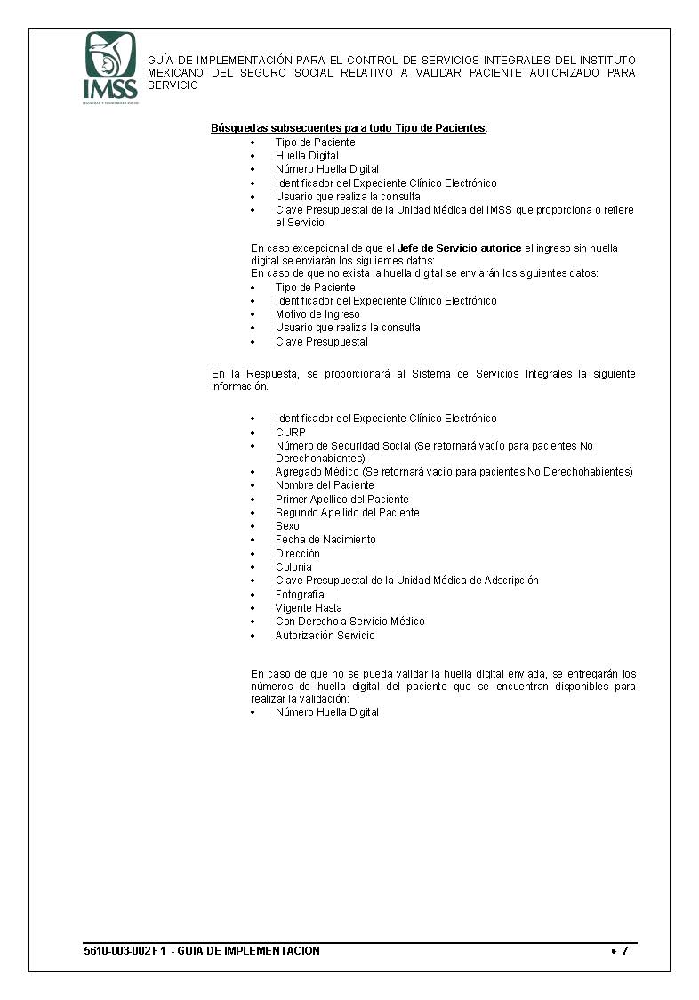 GUÍA DE IMPLEMENTACIÓN PARA EL CONTROL DE SERVICIOS INTEGRALES DEL INSTITUTO
MEXICANO DEL SEGURO SOCIAL RELATIVO A VALIDAR PACIENTE AUTORIZADO PARA
SERVICIO
IMSS
SEGURIDAD Y SOLIDARIDAD SOCIAL
Búsquedas subsecuentes para todo Tipo de Pacientes:
• Tipo de Paciente
• Huella Digital
• Número Huella Digital
• Identificador del Expediente Clínico Electrónico
• Usuario que realiza la consulta
• Clave Presupuestal de la Unidad Médica del IMSS que proporciona o refiere
el Servicio
En caso excepcional de que el Jefe de Servicio autorice el ingreso sin huella
digital se enviarán los siguientes datos:
En caso de que no exista la huella digital se enviarán los siguientes datos:
• Tipo de Paciente
• Identificador del Expediente Clínico Electrónico
• Motivo de Ingreso
• Usuario que realiza la consulta
• Clave Presupuestal
En la Respuesta, se proporcionará al Sistema de Servicios Integrales la siguiente
información.
• Identificador del Expediente Clínico Electrónico
• CURP
• Número de Seguridad Social (Se retornará vacío para pacientes No
Derechohabientes)
• Agregado Médico (Se retornará vacío para pacientes No Derechohabientes)
• Nombre del Paciente
• Primer Apellido del Paciente
• Segundo Apellido del Paciente
• Sexo
• Fecha de Nacimiento
• Dirección
• Colonia
• Clave Presupuestal de la Unidad Médica de Adscripción
• Fotografía
• Vigente Hasta
• Con Derecho a Servicio Médico
• Autorización Servicio
En caso de que no se pueda validar la huella digital enviada, se entregarán los
números de huella digital del paciente que se encuentran disponibles para
realizar la validación:
• Número Huella Digital
5610-003-002 F 1 - GUIA DE IMPLEMENTACION • 7